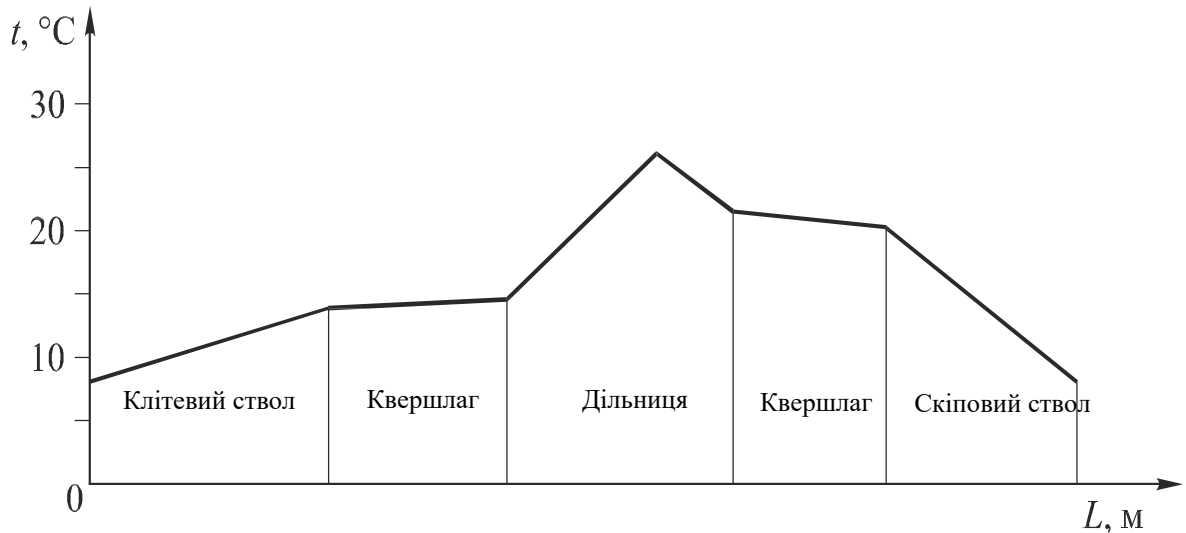 t, °C
30
20
10
Клітевий ствол
Квершлаг
Дільниця
Квершлаг
Скіповий ствол
0
L, м